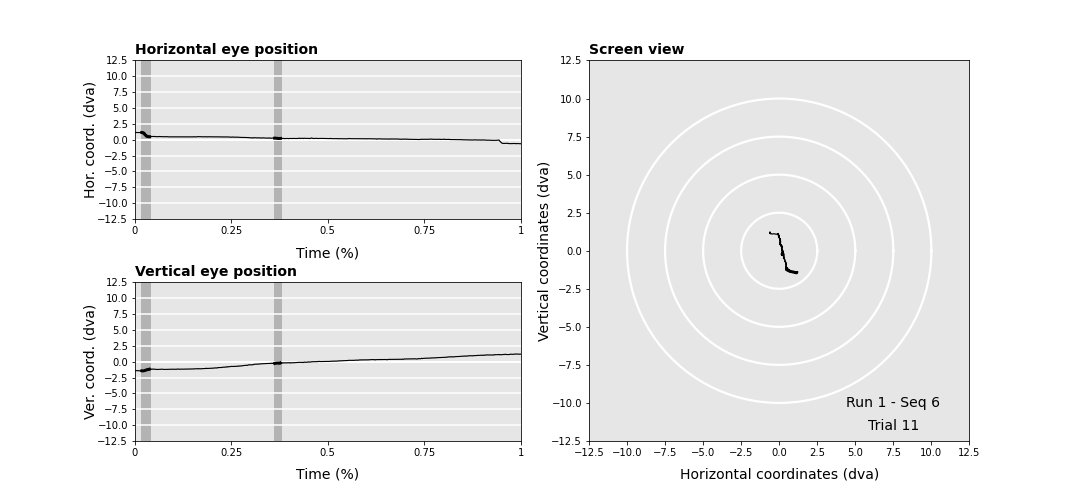 Horizontal eye position
Hor. coord. (dva)
12.5
10.0
7.5
5.0
2.5
0.0
−2.5
−5.0
−7.5
−10.0
−12.5
0 0.25 0.5 0.75 1
Time (%)
Vertical eye position
Ver. coord. (dva)
12.5
10.0
7.5
5.0
2.5
0.0
−2.5
−5.0
−7.5
−10.0
−12.5
0 0.25 0.5 0.75 1
Time (%)
Screen view
Vertical coordinates (dva)
12.5
10.0
7.5
5.0
2.5
0.0
−2.5
−5.0
−7.5
−10.0
−12.5
Run 1 - Seq 6
Trial 11
−12.5 −10.0 −7.5 −5.0 −2.5 0.0 2.5 5.0 7.5 10.0 12.5
Horizontal coordinates (dva)